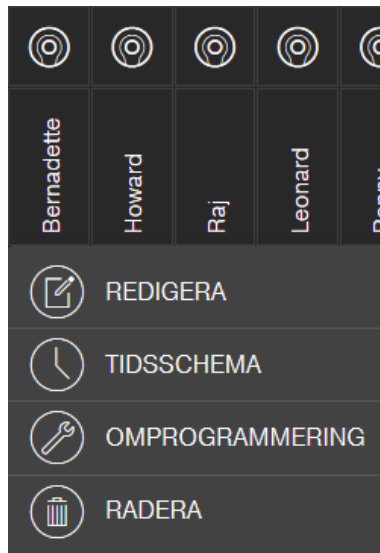 Bernadette
Howard
Raj
Leonard
REDIGERA
TIDSSCHEMA
OMPROGRAMMERING
RADERA